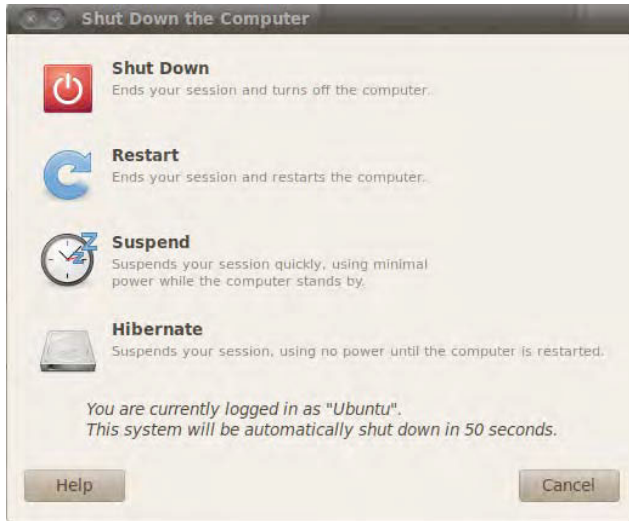 Shut Down the Computer
Shut Down
Ends your session and turns off the computer.
Restart
Ends your session and restarts the computer.
Suspend
Suspends your session quickly, using minimal
power while the computer stands by.
Hibernate
Suspends your session, using no power until the computer is restarted.
You are currently logged in as "Ubuntu".
This system will be automatically shut down in 50 seconds.
Help
Cancel